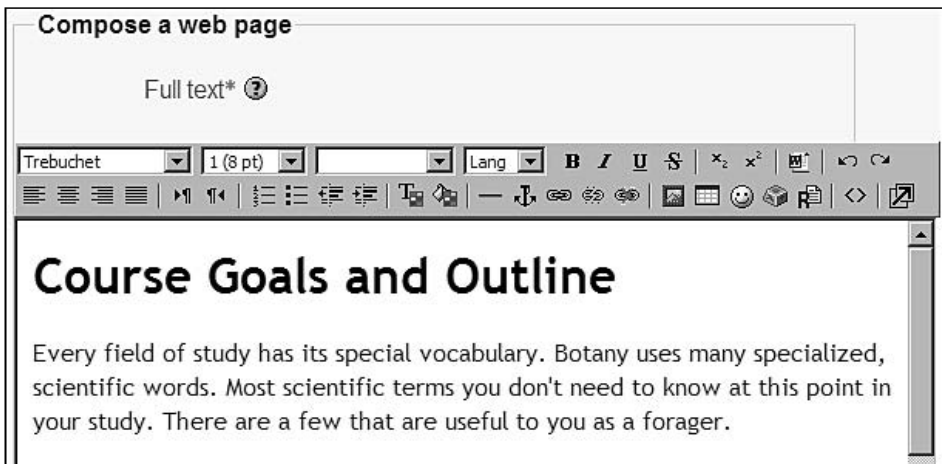 Compose a web page
Full text*
Trebuchet 1 (8 pt) Lang B I U S x₂ x²
Course Goals and Outline
Every field of study has its special vocabulary. Botany uses many specialized,
scientific words. Most scientific terms you don't need to know at this point in
your study. There are a few that are useful to you as a forager.